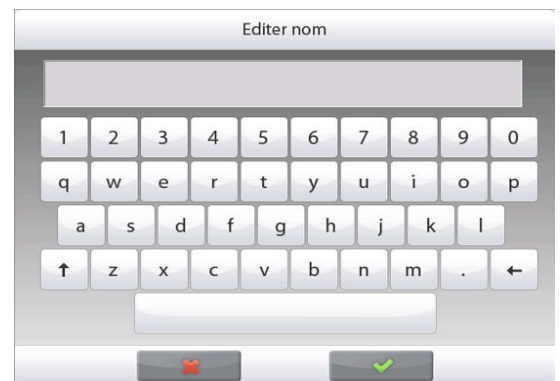 Editer nom
1 2 3 4 5 6 7 8 9 0
q w e r t y u i o p
a s d f g h j k l
↑ z x c v b n m . ←